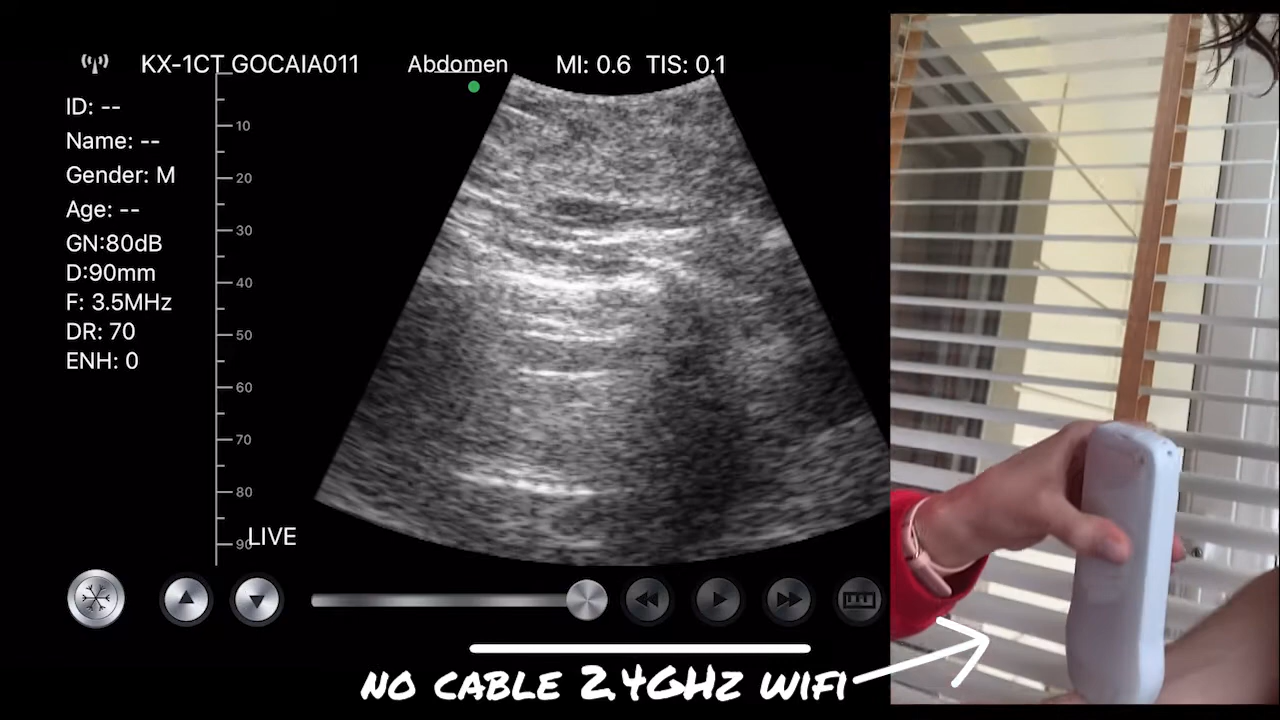 KX-1CT GOCAIA011 Abdomen MI: 0.6 TIS: 0.1
ID: --
Name: --
Gender: M
Age: --
GN:80dB
D:90mm
F: 3.5MHz
DR: 70
ENH: 0
10
20
30
40
50
60
70
80
90
LIVE
NO CABLE 2.4GHz WIFI